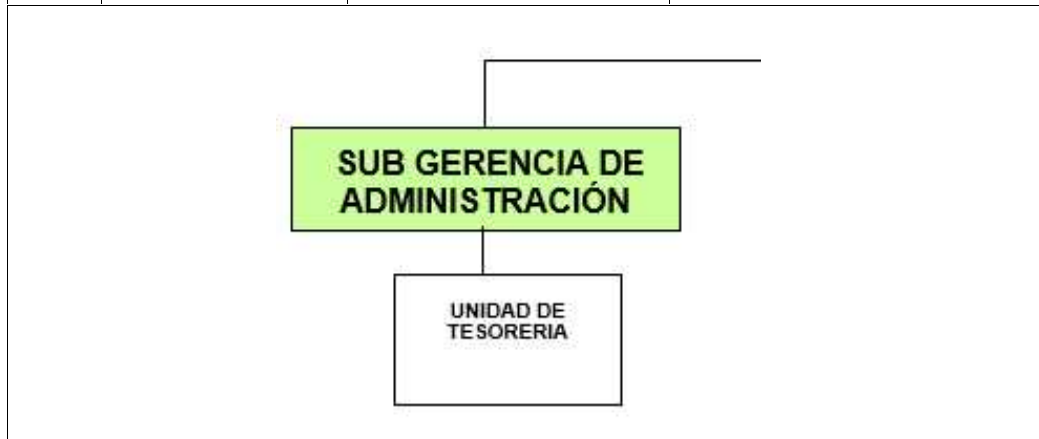 SUB GERENCIA DE
ADMINISTRACIÓN
UNIDAD DE
TESORERIA